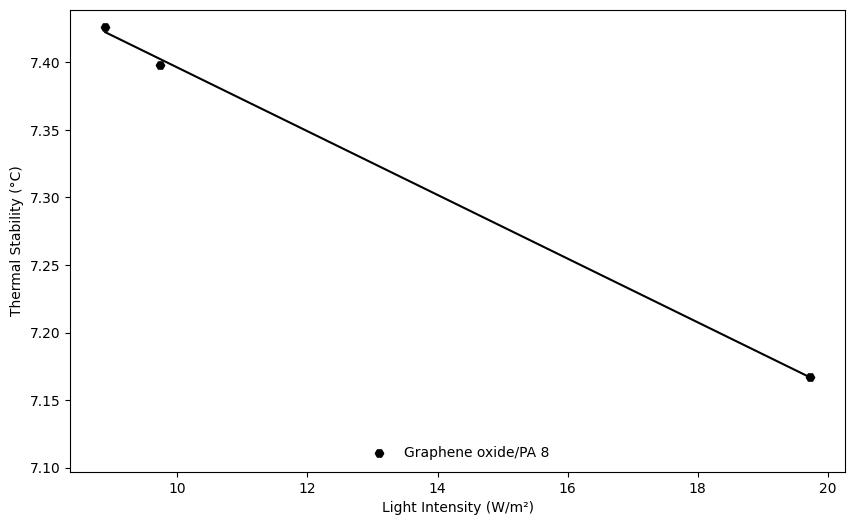 7.40
7.35
7.30
7.25
7.20
7.15
7.10
Thermal Stability (°C)
Graphene oxide/PA 8
10 12 14 16 18 20
Light Intensity (W/m²)